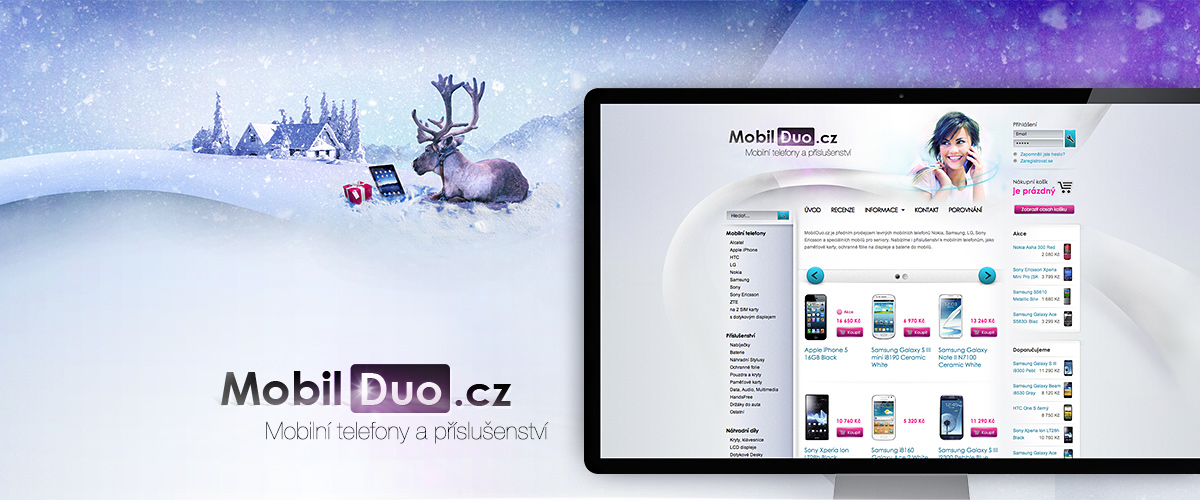 MobilDuo.cz
Mobilní telefony a příslušenství
MobilDuo.cz
Mobilní telefony a příslušenství
Přihlášení
Email
Zapomněli jste heslo?
Zaregistrovat se
Nákupní košík
je prázdný
Zobrazit obsah košíku
Hledat...
ÚVOD
RECENZE
INFORMACE
KONTAKT
POROVNÁNÍ
Mobilní telefony
Alcatel
Apple iPhone
HTC
LG
Nokia
Samsung
Sony
Sony Ericsson
ZTE
na 2 SIM karty
s dotykovým displejem
Příslušenství
Nabíječky
Baterie
Náhradní Stylusy
Ochranné fólie
Pouzdra a kryty
Paměťové karty
Data, Audio, Multimedia
HandsFree
Držáky do auta
Ostatní
Náhradní díly
Kryty, klávesnice
LCD displeje
Dotykové Desky
MobilDuo.cz je předním prodejcem levných mobilních telefonů Nokia, Samsung, LG, Sony
Ericsson a speciálních mobilů pro seniory. Nabízíme i příslušenství k mobilním telefonům, jako
paměťové karty, ochranné fólie na displeje a baterie do mobilů.
Akce
16 650 Kč
Koupit
Apple iPhone 5
16GB Black
6 970 Kč
Koupit
Samsung Galaxy S III
mini i8190 Ceramic
White
13 260 Kč
Koupit
Samsung Galaxy
Note II N7100
Ceramic White
10 760 Kč
Koupit
Sony Xperia Ion
LT28h Black
5 320 Kč
Koupit
Samsung i8160
Galaxy Ace 2 White
11 290 Kč
Koupit
Samsung Galaxy S III
i9300 Pebble Blue
Akce
Nokia Asha 300 Red
2 080 Kč
Sony Ericsson Xperia
Mini Pro (SK
3 799 Kč
Samsung S5610
Metallic Silver
1 680 Kč
Samsung Galaxy Ace
S5830i Blac
3 299 Kč
Doporučujeme
Samsung Galaxy S III
i9300 Pebbl
11 290 Kč
Samsung Galaxy Beam
i8530 Grey
8 120 Kč
HTC One S černý
8 750 Kč
Sony Xperia Ion LT28h
Black
10 760 Kč
Samsung Galaxy Ace